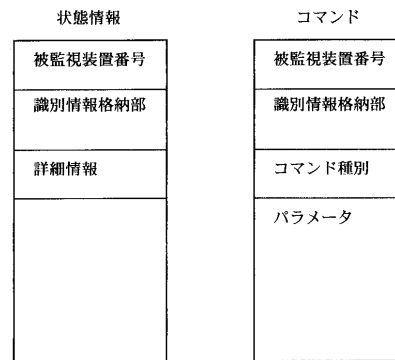 状態情報
被監視装置番号
識別情報格納部
詳細情報
コマンド
被監視装置番号
識別情報格納部
コマンド種別
パラメータ